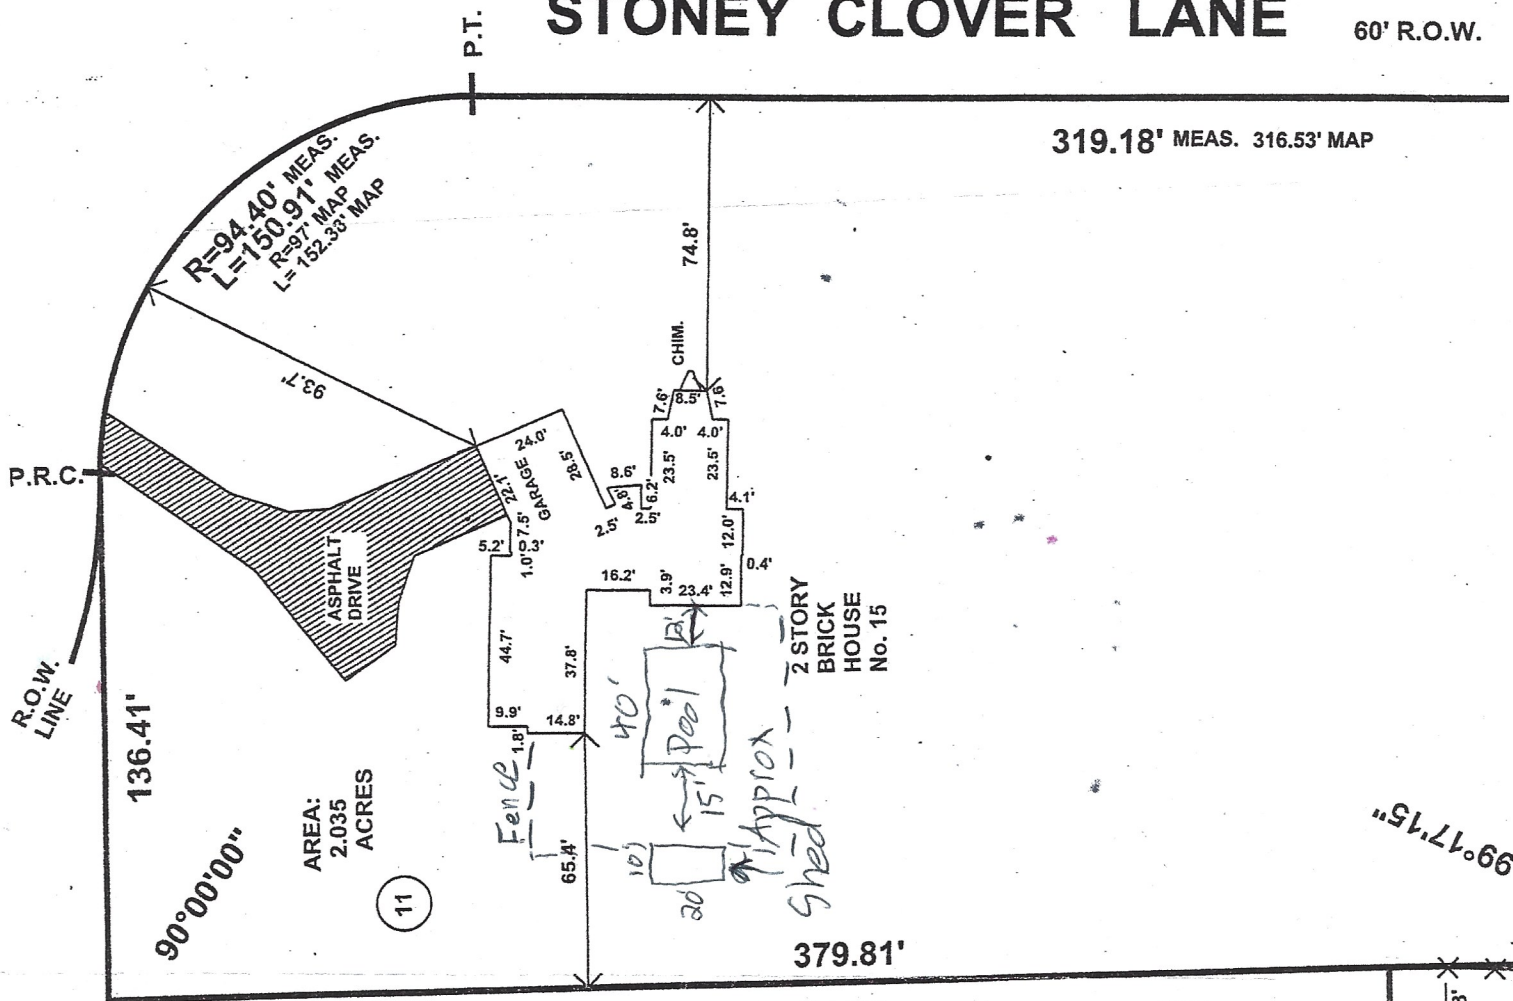 STONEY CLOVER LANE 60' R.O.W.
P.T.
319.18' MEAS. 316.53' MAP
R=94.40' MEAS.
L=150.91' MEAS.
R=97' MAP
L= 152.38' MAP
74.8'
93.7'
CHIM.
7.6'
8.5'
7.6'
4.0'
4.0'
24.0'
28.5'
GARAGE
22.1'
8.6'
23.5'
23.5'
4.8'
6.2'
2.5'
2.5'
4.1'
P.R.C.
7.5'
5.2'
0.3'
1.0'
12.0'
0.4'
12.9'
16.2'
3.9'
23.4'
ASPHALT
DRIVE
2 STORY
BRICK
HOUSE
No. 15
12'
44.7'
37.8'
40'
Pool
R.O.W.
LINE
136.41'
9.9'
14.8'
1.8'
Fence
15'
Approx
Shed
AREA:
2.035
ACRES
65.4'
10'
20'
99°17'15"
90°00'00"
11
379.81'